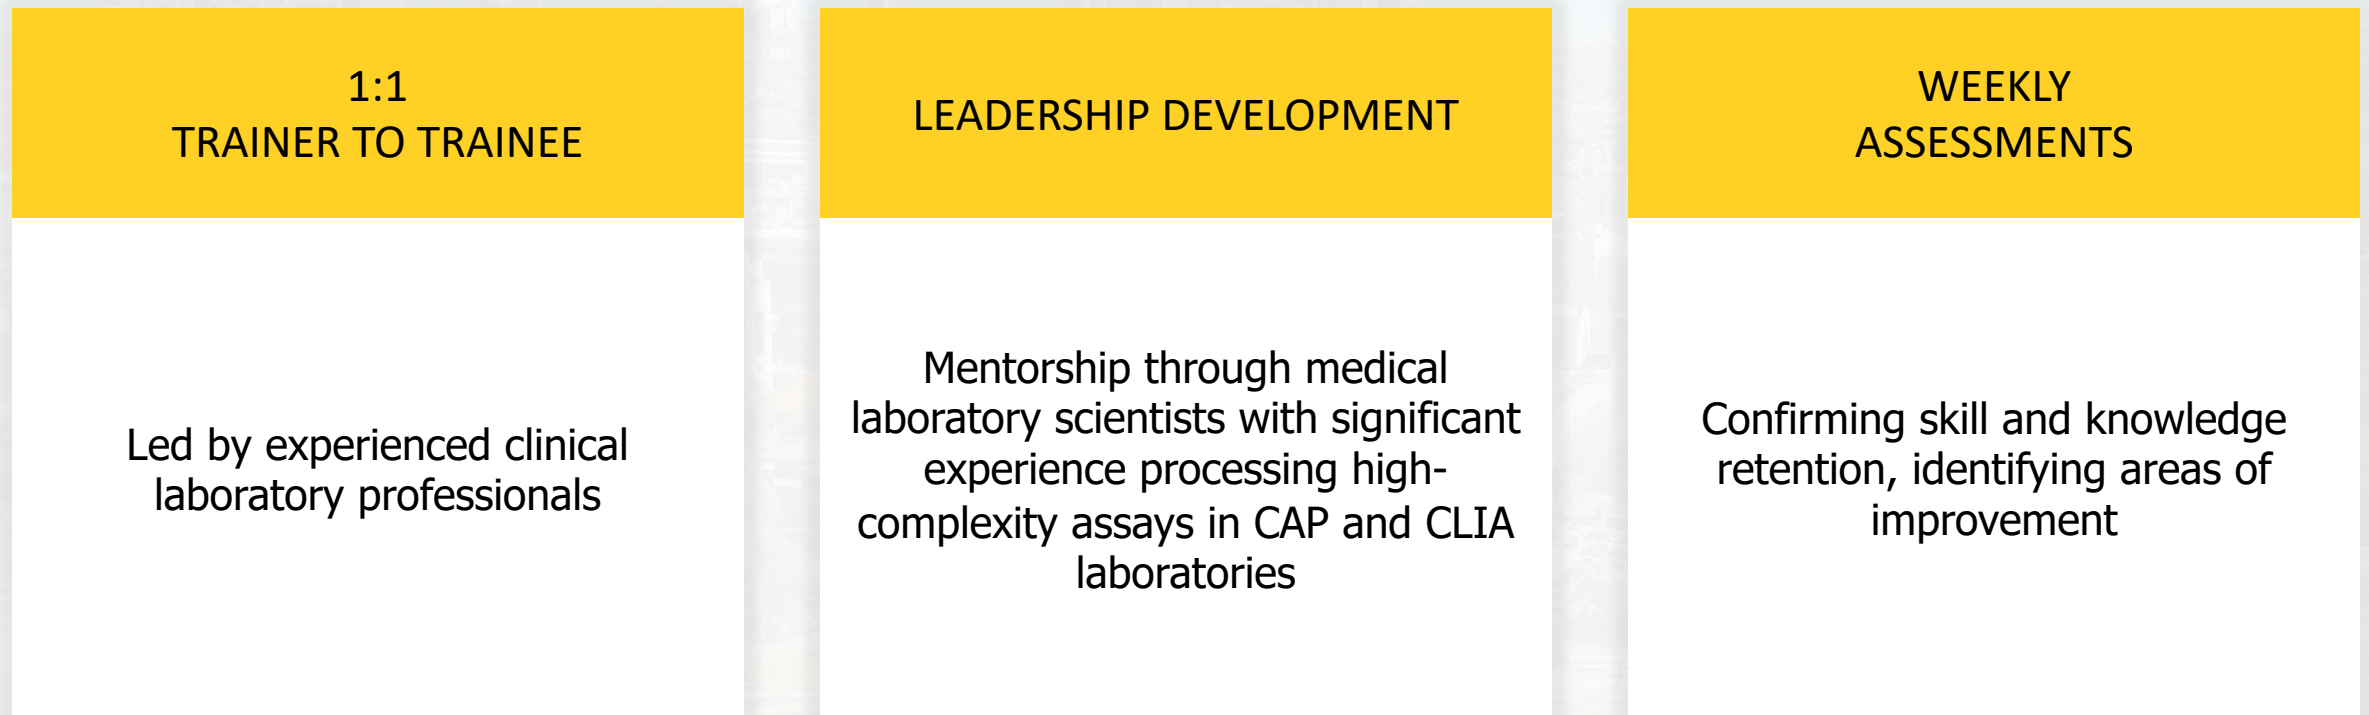 1:1
TRAINER TO TRAINEE
Led by experienced clinical
laboratory professionals
LEADERSHIP DEVELOPMENT
Mentorship through medical
laboratory scientists with significant
experience processing high-
complexity assays in CAP and CLIA
laboratories
WEEKLY
ASSESSMENTS
Confirming skill and knowledge
retention, identifying areas of
improvement